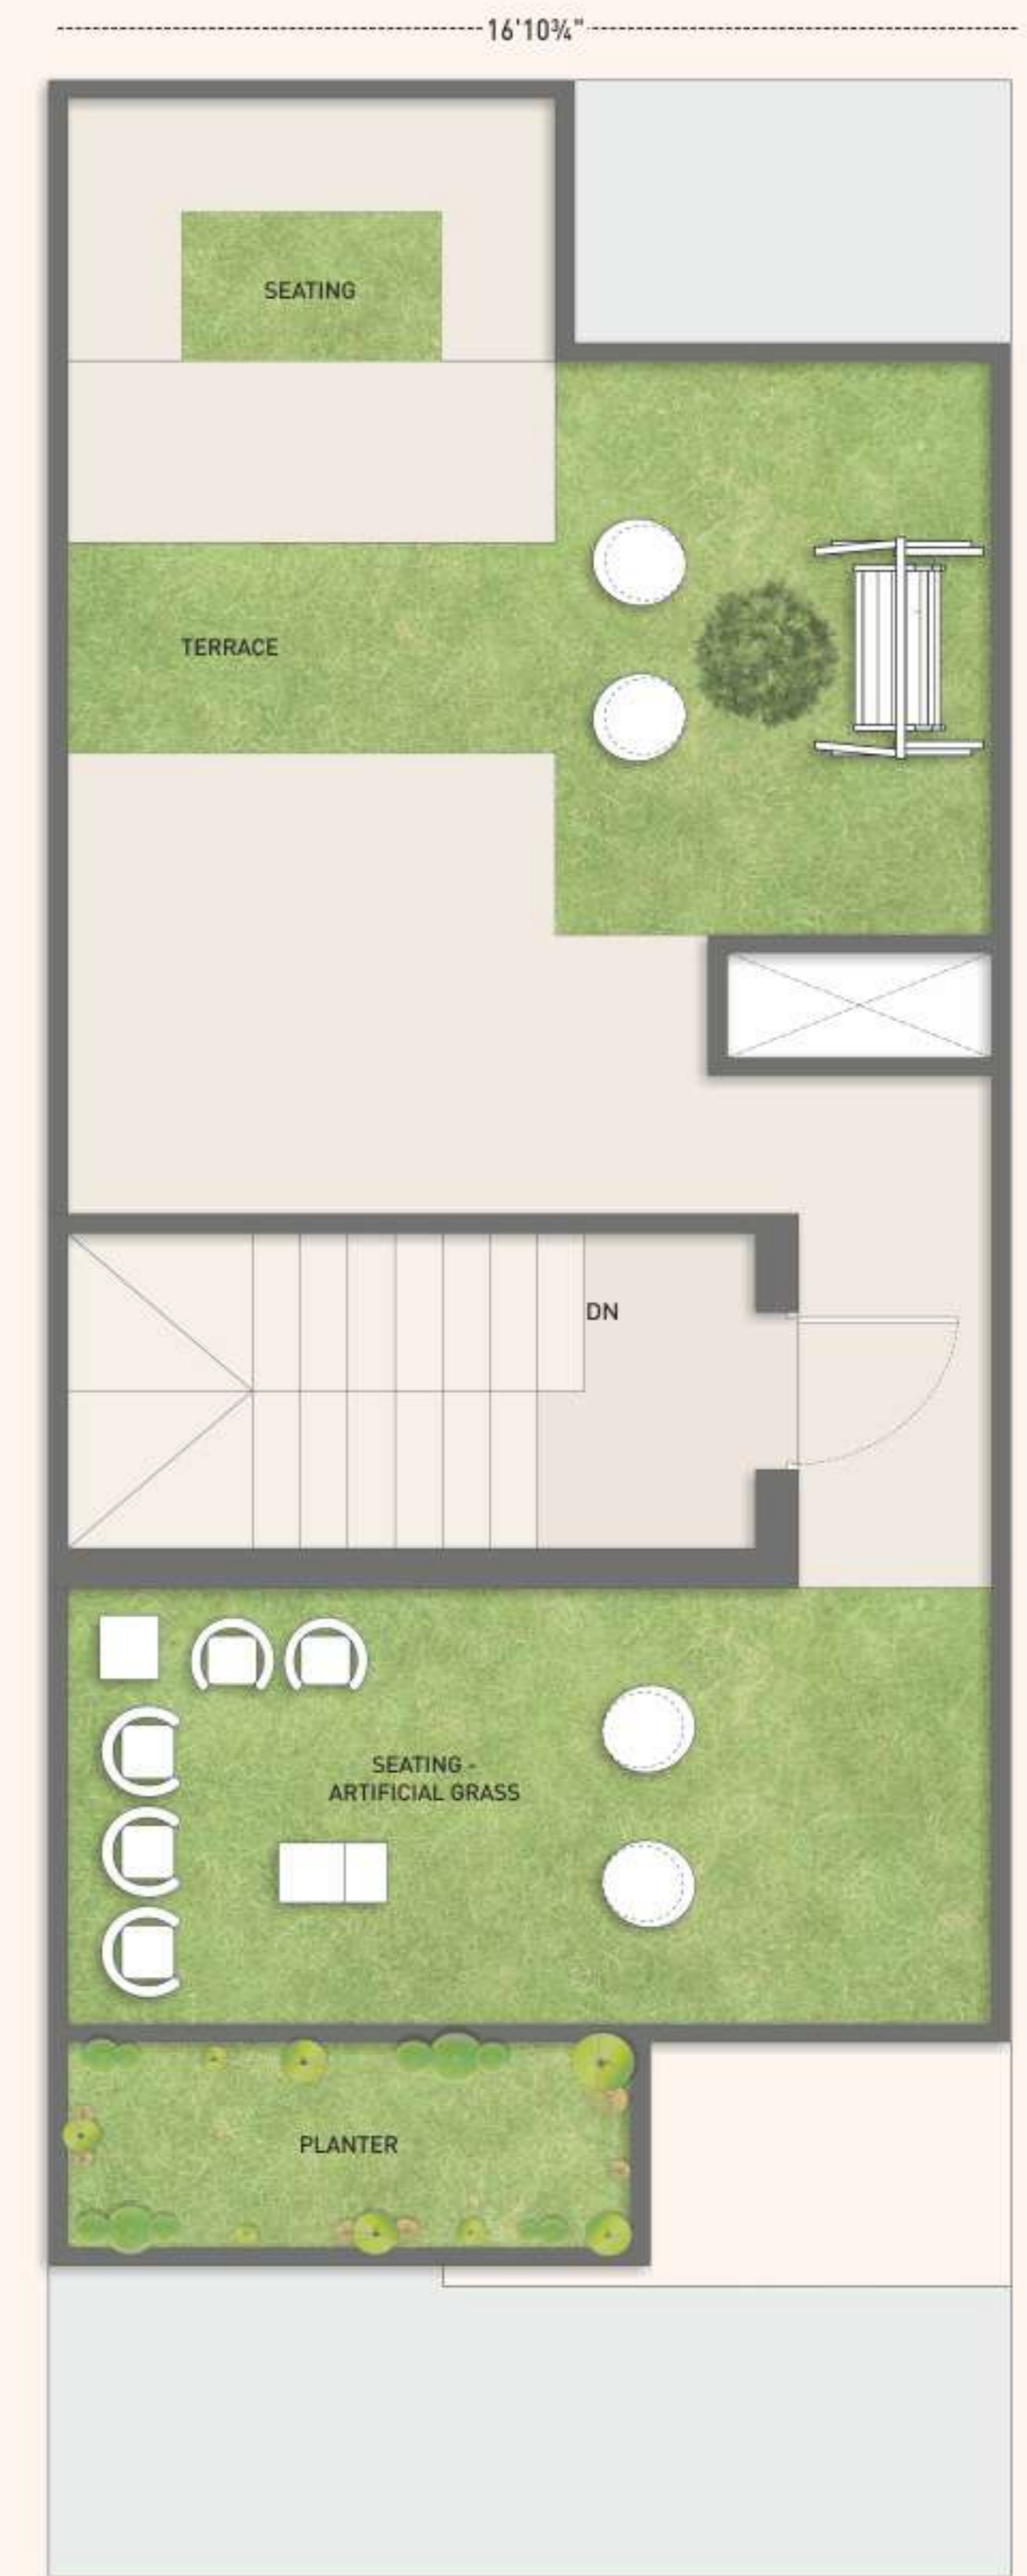 16'10¾"
SEATING
TERRACE
DN
SEATING -
ARTIFICIAL GRASS
PLANTER